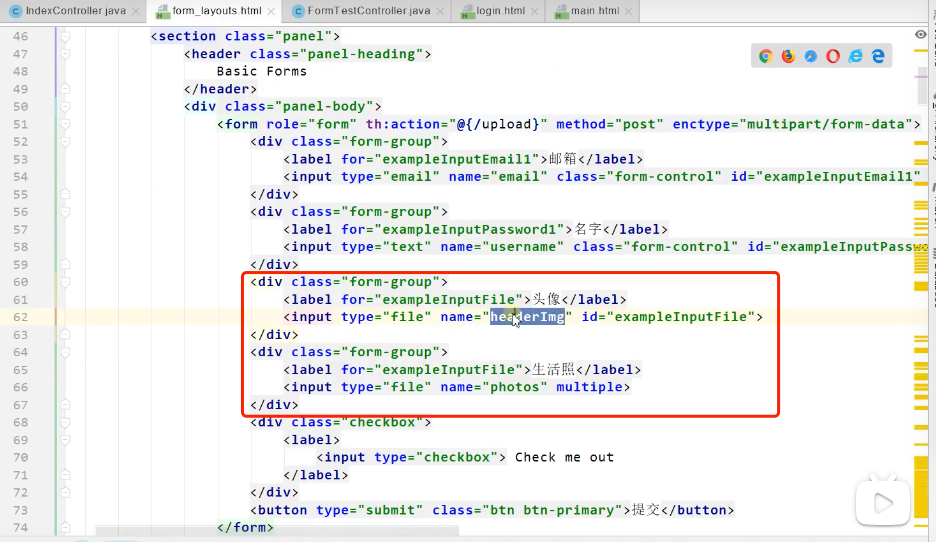 IndexController.java form_layouts.html FormTestController.java login.html main.html
46 <section class="panel">
47 <header class="panel-heading">
48 Basic Forms
49 </header>
50 <div class="panel-body">
51 <form role="form" th:action="@{/upload}" method="post" enctype="multipart/form-data">
52 <div class="form-group">
53 <label for="exampleInputEmail1">邮箱</label>
54 <input type="email" name="email" class="form-control" id="exampleInputEmail1"
55 </div>
56 <div class="form-group">
57 <label for="exampleInputPassword1">名字</label>
58 <input type="text" name="username" class="form-control" id="exampleInputPasswo
59 </div>
60 <div class="form-group">
61 <label for="exampleInputFile">头像</label>
62 <input type="file" name="headerImg" id="exampleInputFile">
63 </div>
64 <div class="form-group">
65 <label for="exampleInputFile">生活照</label>
66 <input type="file" name="photos" multiple>
67 </div>
68 <div class="checkbox">
69 <label>
70 <input type="checkbox"> Check me out
71 </label>
72 </div>
73 <button type="submit" class="btn btn-primary">提交</button>
74 </form>